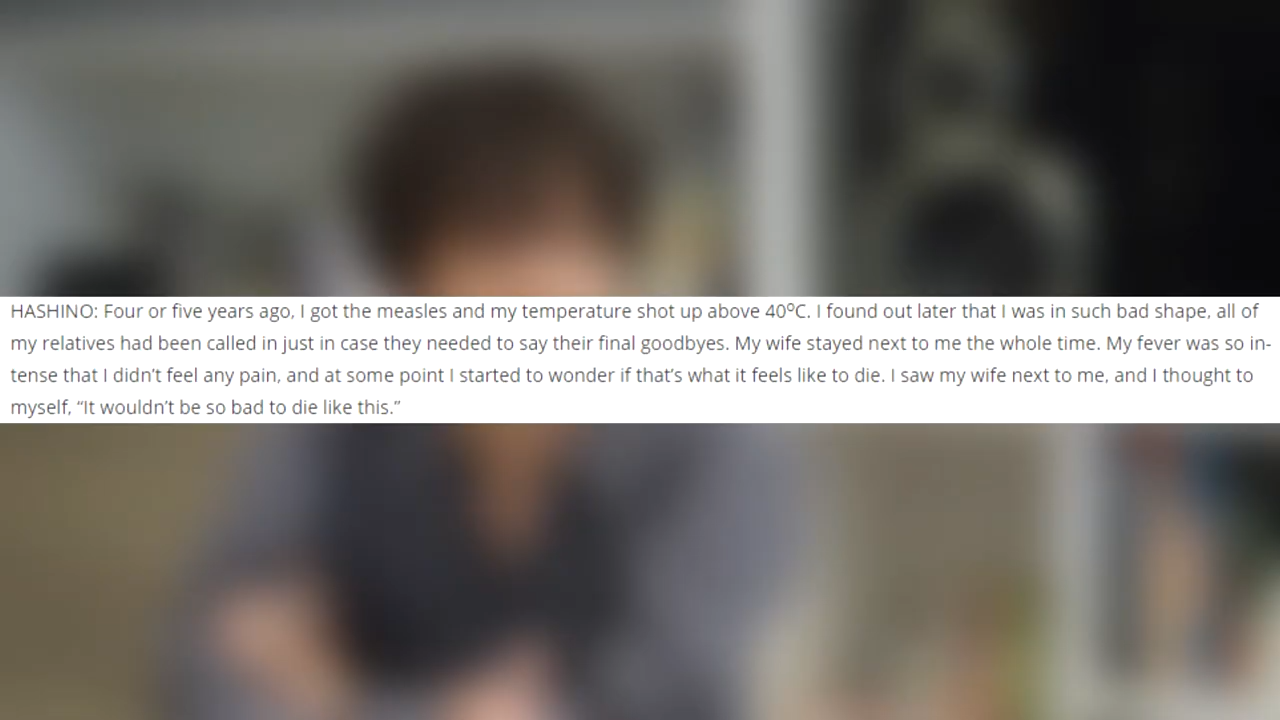 HASHINO: Four or five years ago, I got the measles and my temperature shot up above 40ºC. I found out later that I was in such bad shape, all of
my relatives had been called in just in case they needed to say their final goodbyes. My wife stayed next to me the whole time. My fever was so in-
tense that I didn’t feel any pain, and at some point I started to wonder if that’s what it feels like to die. I saw my wife next to me, and I thought to
myself, “It wouldn’t be so bad to die like this.”